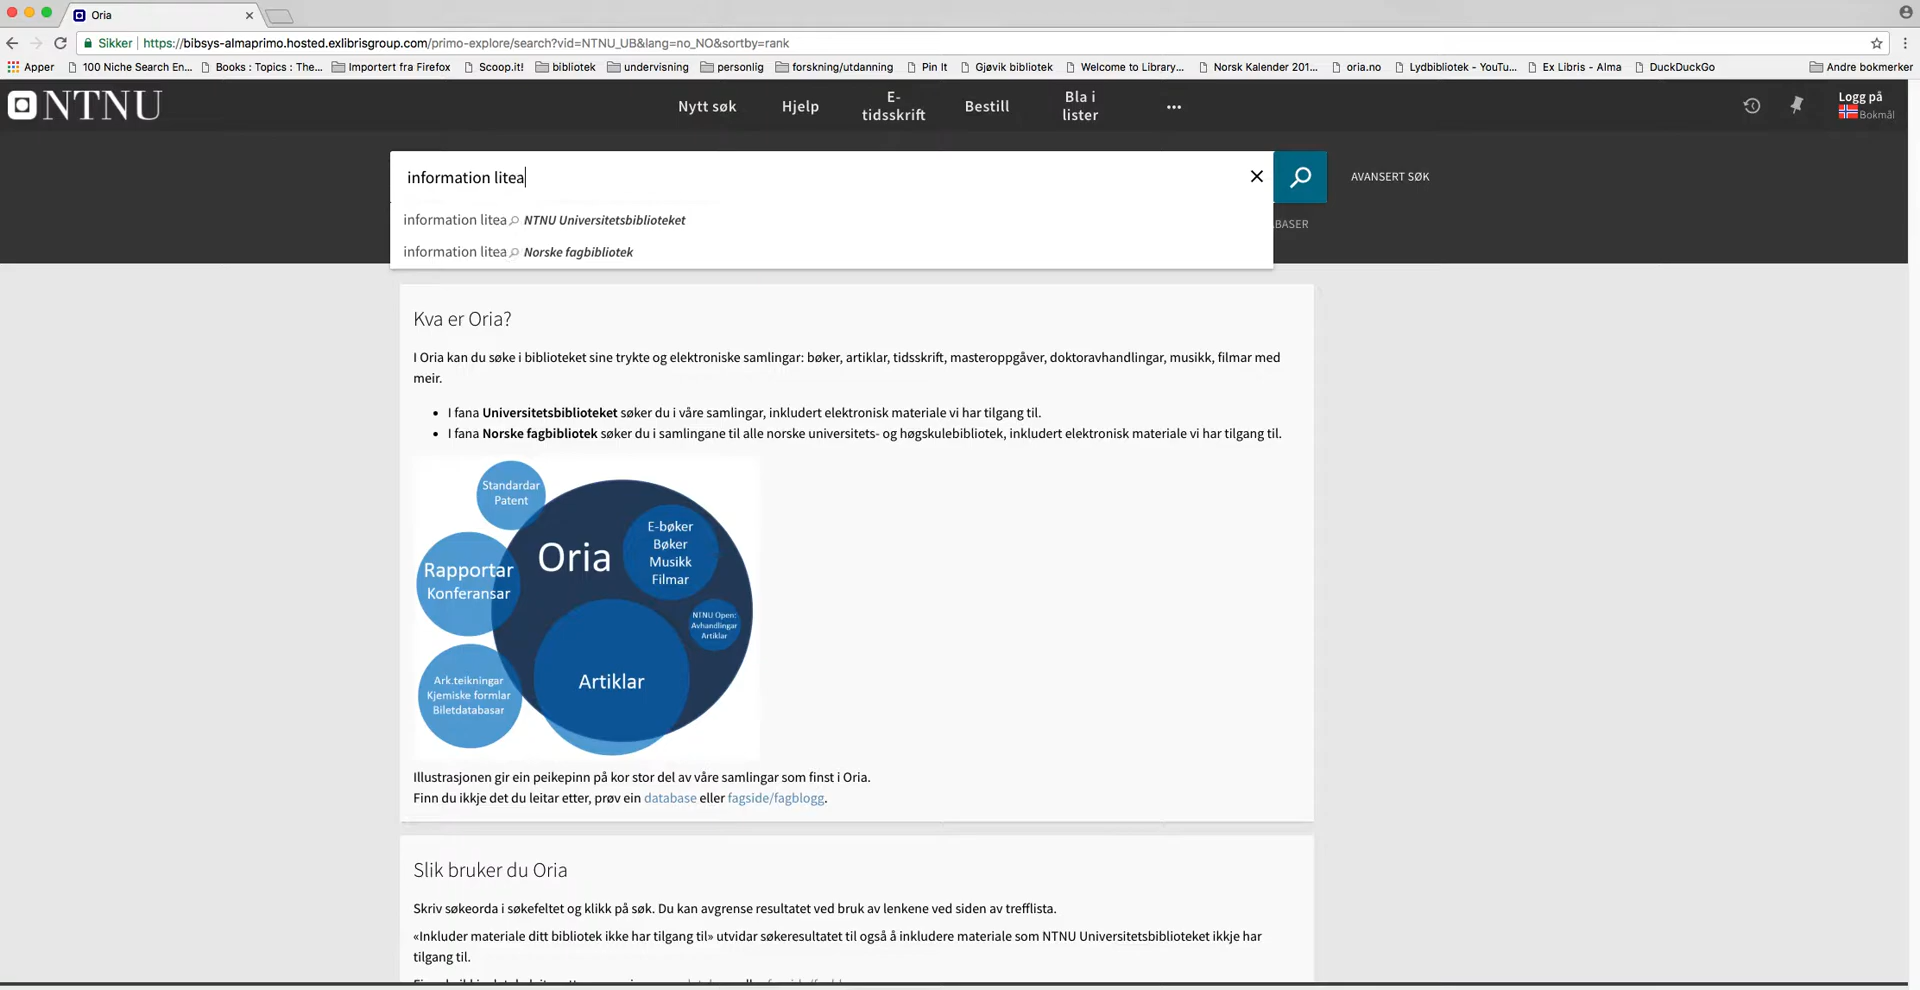 Oria
Sikker
https://bibsys-almaprimo.hosted.exlibrisgroup.com/primo-explore/search?vid=NTNU_UB&lang=no_NO&sortby=rank
Apper
100 Niche Search En...
Books : Topics : The...
Importert fra Firefox
Scoop.it!
bibliotek
undervisning
personlig
forskning/utdanning
Pin It
Gjøvik bibliotek
Welcome to Library...
Norsk Kalender 201...
oria.no
Lydbibliotek - YouTu...
Ex Libris - Alma
DuckDuckGo
Andre bokmerker
NTNU
Nytt søk
Hjelp
E-
tidsskrift
Bestill
Bla i
lister
...
Logg på
Bokmål
information litea
AVANSERT SØK
information litea NTNU Universitetsbiblioteket
BASER
information litea Norske fagbibliotek
Kva er Oria?
I Oria kan du søke i biblioteket sine trykte og elektroniske samlingar: bøker, artiklar, tidsskrift, masteroppgåver, doktoravhandlingar, musikk, filmar med
meir.
• I fana Universitetsbiblioteket søker du i våre samlingar, inkludert elektronisk materiale vi har tilgang til.
• I fana Norske fagbibliotek søker du i samlingane til alle norske universitets- og høgskulebibliotek, inkludert elektronisk materiale vi har tilgang til.
Standardar
Patent
Oria
E-bøker
Bøker
Musikk
Filmar
Rapportar
Konferansar
NTNU Open:
Avhandlingar
Artiklar
Ark.teikningar
Kjemiske formlar
Biletdatabasar
Artiklar
Illustrasjonen gir ein peikepinn på kor stor del av våre samlingar som finst i Oria.
Finn du ikkje det du leitar etter, prøv ein database eller fagside/fagblogg.
Slik bruker du Oria
Skriv søkeorda i søkefeltet og klikk på søk. Du kan avgrense resultatet ved bruk av lenkene ved siden av trefflista.
«Inkluder materiale ditt bibliotek ikke har tilgang til» utvidar søkeresultatet til også å inkludere materiale som NTNU Universitetsbiblioteket ikkje har
tilgang til.